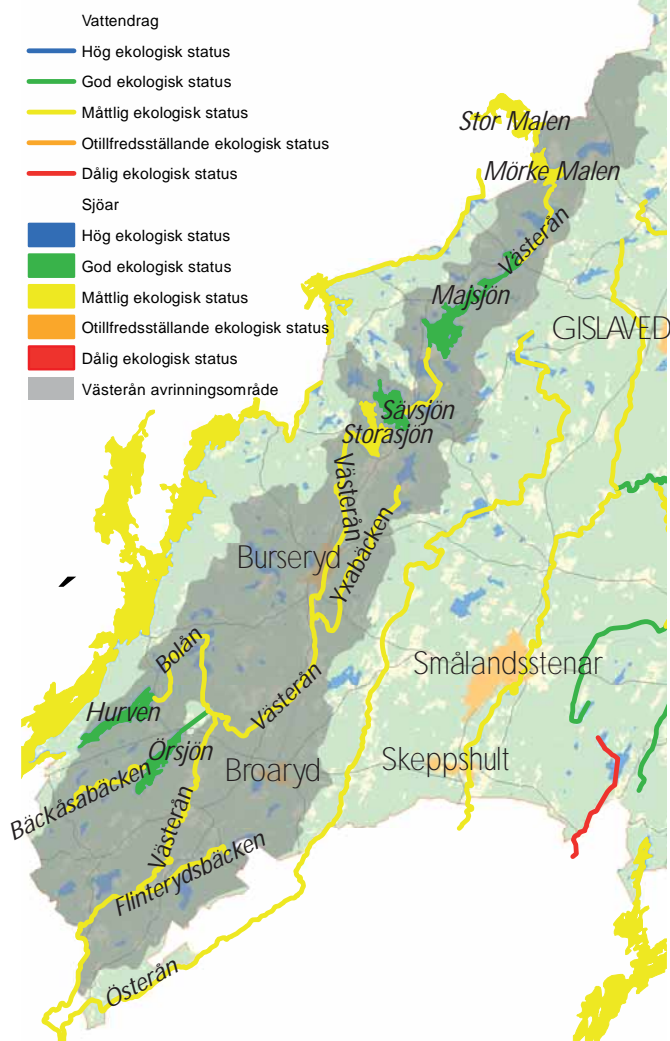 Vattendrag
Hög ekologisk status
God ekologisk status
Måttlig ekologisk status
Otillfredsställande ekologisk status
Dålig ekologisk status
Sjöar
Hög ekologisk status
God ekologisk status
Måttlig ekologisk status
Otillfredsställande ekologisk status
Dålig ekologisk status
Västerån avrinningsområde
Stor Malen
Mörke Malen
Västerån
Majsjön
GISLAVED
Sävsjön
Storasjön
Västerån
Yxabäcken
Burseryd
Bolån
Smålandsstenar
Västerån
Hurven
Örsjön
Skeppshult
Broaryd
Bäckåsabäcken
Västerån
Flinterydsbäcken
Österån